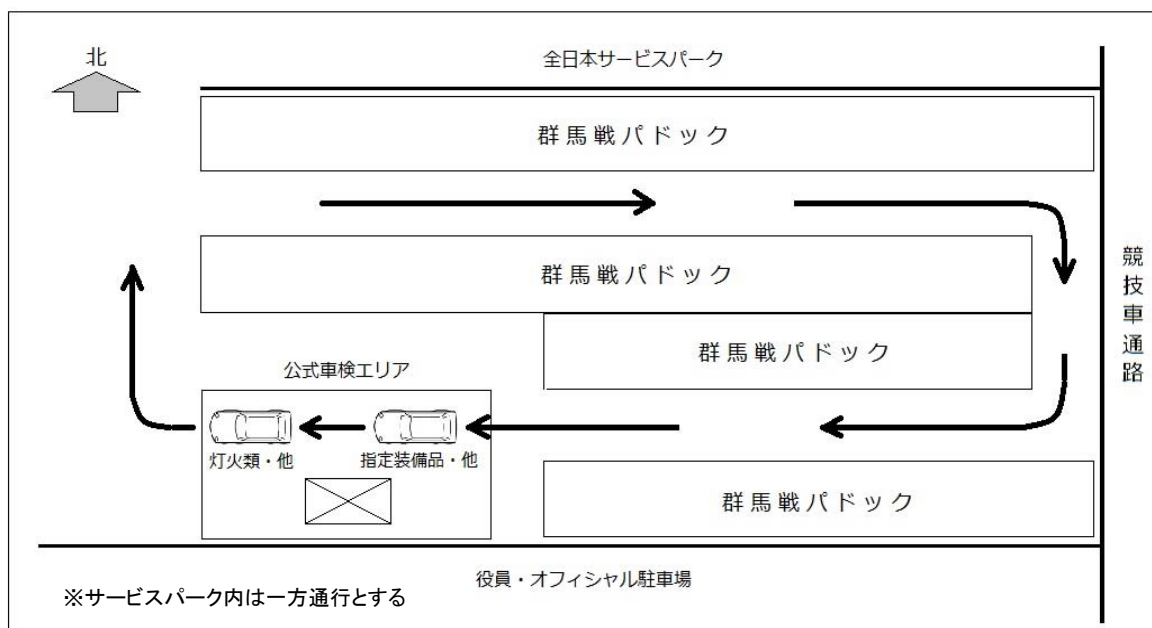 北
全日本サービスパーク
群馬戦パドック
群馬戦パドック
競技車通路
群馬戦パドック
公式車検エリア
灯火類・他
指定装備品・他
群馬戦パドック
役員・オフィシャル駐車場
※サービスパーク内は一方通行とする